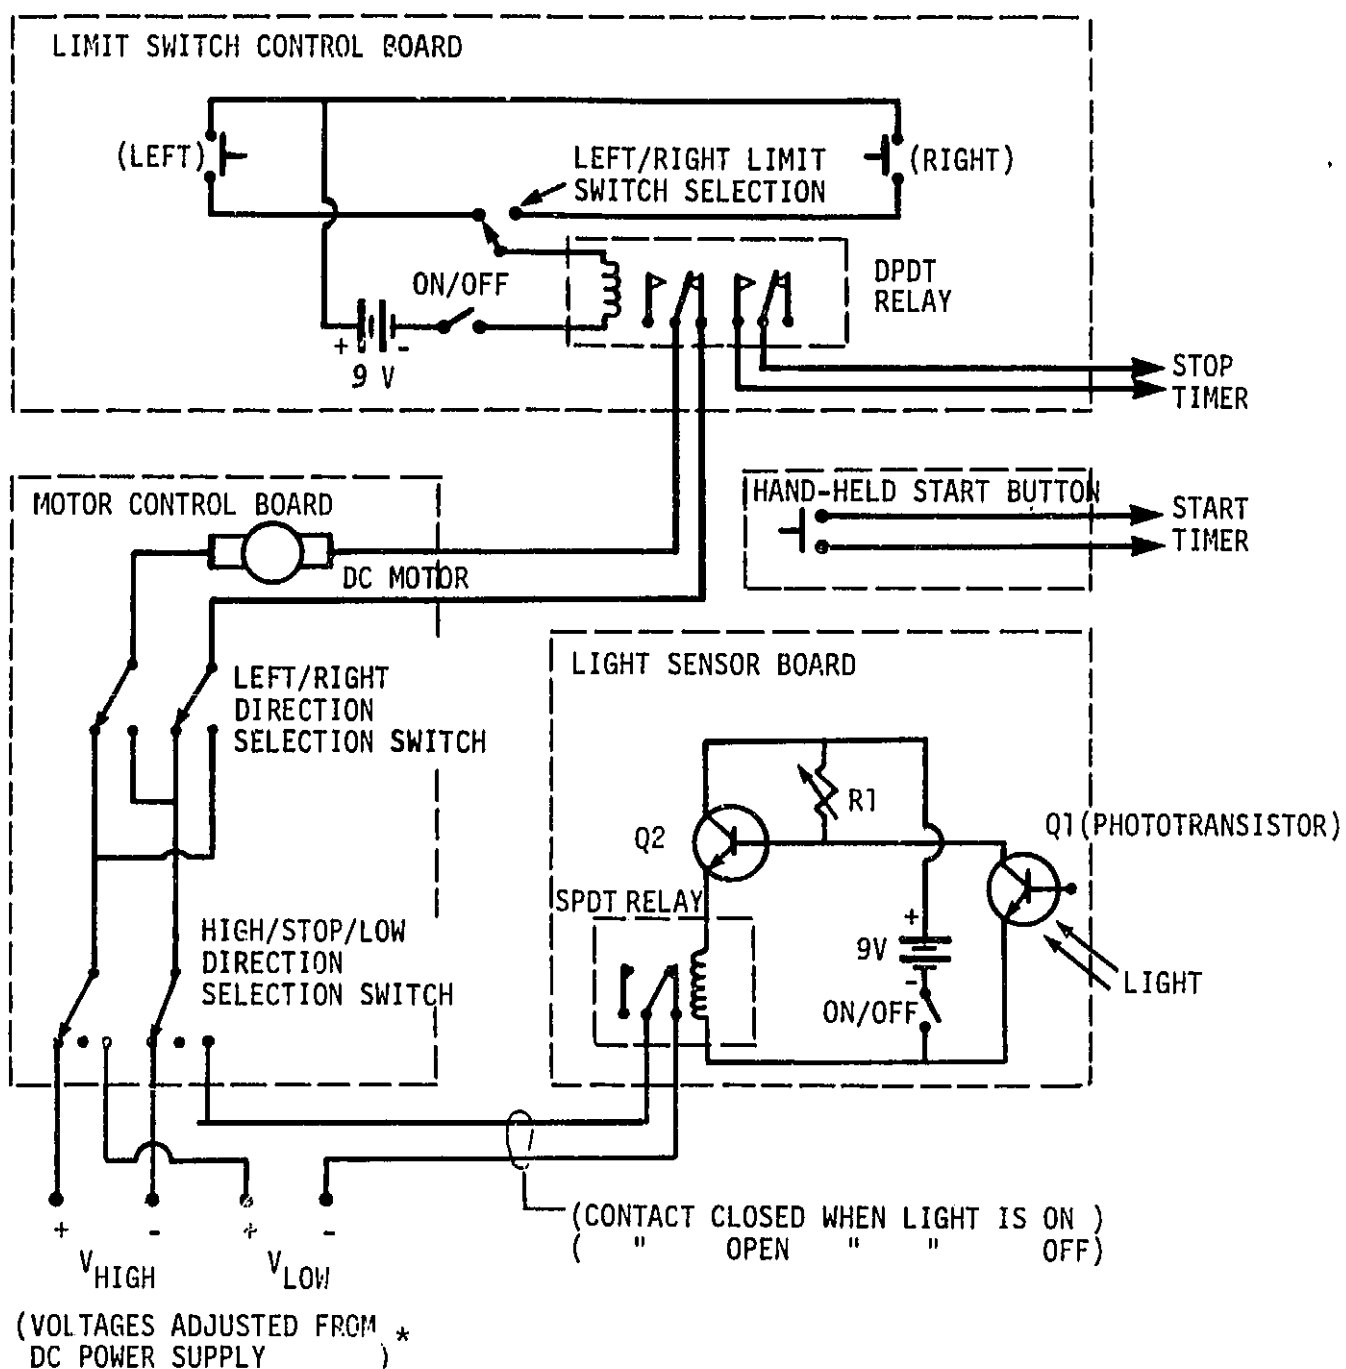 LIMIT SWITCH CONTROL BOARD
(LEFT)
LEFT/RIGHT LIMIT
SWITCH SELECTION
(RIGHT)
ON/OFF
DPDT
RELAY
+ -
9 V
STOP
TIMER
MOTOR CONTROL BOARD
DC MOTOR
HAND-HELD START BUTTON
START
TIMER
LEFT/RIGHT
DIRECTION
SELECTION SWITCH
LIGHT SENSOR BOARD
R1
Q2
Q1(PHOTOTRANSISTOR)
SPDT RELAY
HIGH/STOP/LOW
DIRECTION
SELECTION SWITCH
+
9V
-
ON/OFF
LIGHT
+ - + -
VHIGH VLOW
(CONTACT CLOSED WHEN LIGHT IS ON )
( " OPEN " " OFF)
(VOLTAGES ADJUSTED FROM *
DC POWER SUPPLY )